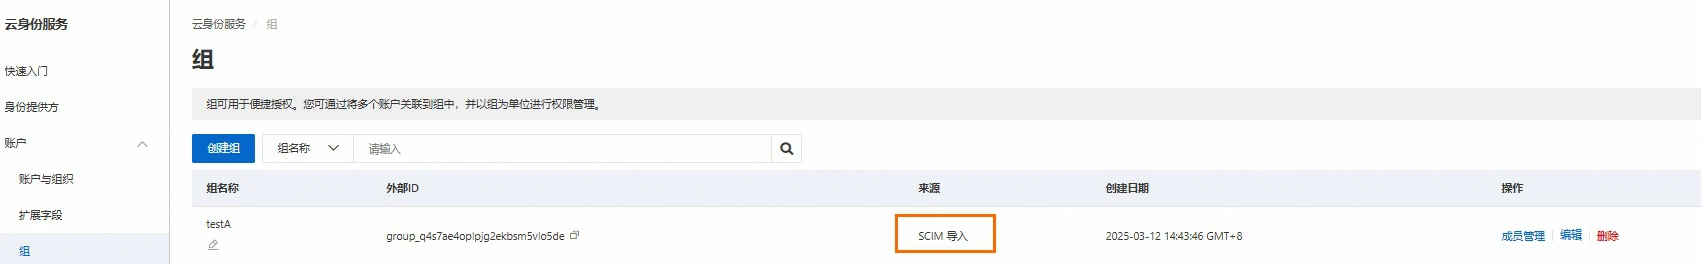 云身份服务
快速入门
身份提供方
账户
账户与组织
扩展字段
组
云身份服务 / 组
组
组可用于便捷授权。您可通过将多个账户关联到组中，并以组为单位进行权限管理。
创建组 组名称 请输入
组名称 外部ID 来源 创建日期 操作
testA
group_q4s7ae4oplpjg2ekbsm5vlo5de SCIM 导入 2025-03-12 14:43:46 GMT+8 成员管理 编辑 删除